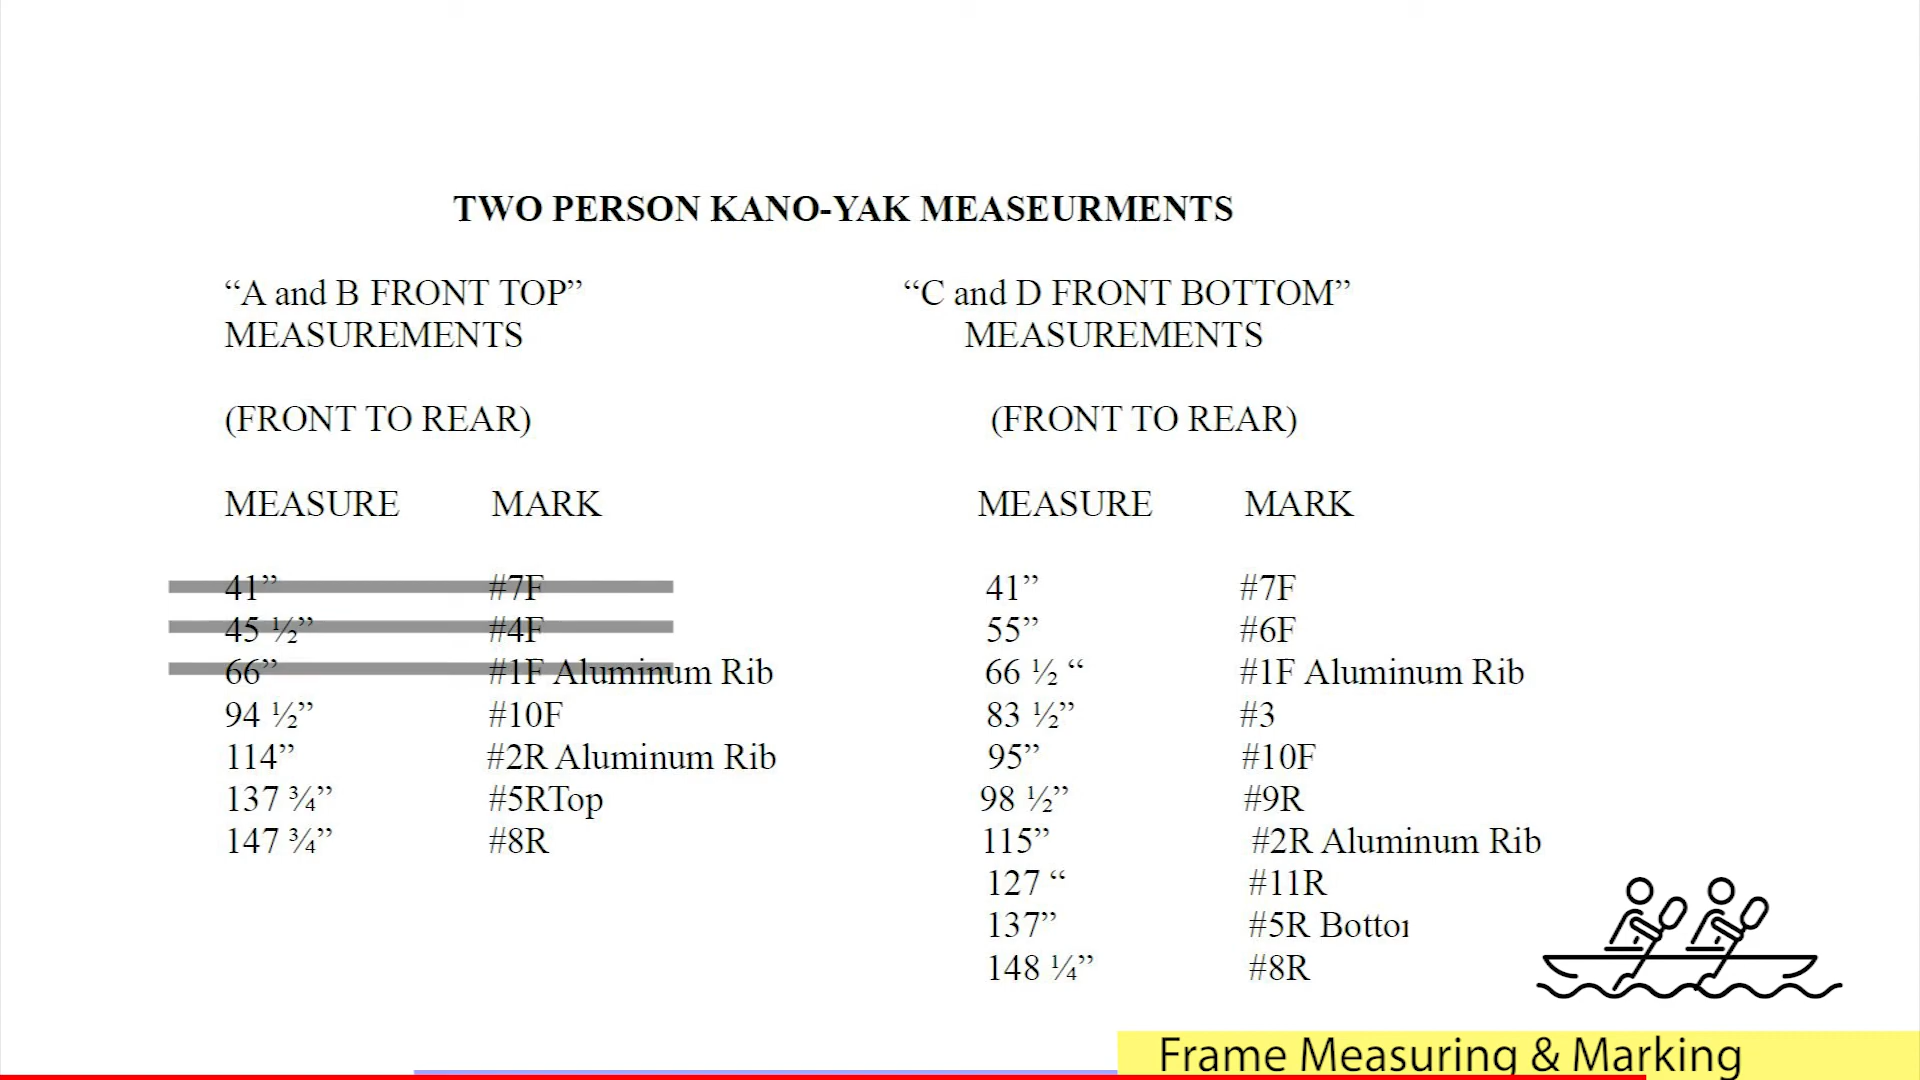 TWO PERSON KANO-YAK MEASEURMENTS
“A and B FRONT TOP” “C and D FRONT BOTTOM”
MEASUREMENTS MEASUREMENTS
(FRONT TO REAR) (FRONT TO REAR)
MEASURE MARK MEASURE MARK
41” #7F 41” #7F
45 ½” #4F 55” #6F
66” #1F Aluminum Rib 66 ½ “ #1F Aluminum Rib
94 ½” #10F 83 ½” #3
114” #2R Aluminum Rib 95” #10F
137 ¾” #5RTop 98 ½” #9R
147 ¾” #8R 115” #2R Aluminum Rib
127 “ #11R
137” #5R
148 ¼” #8R
Frame Measuring & Marking